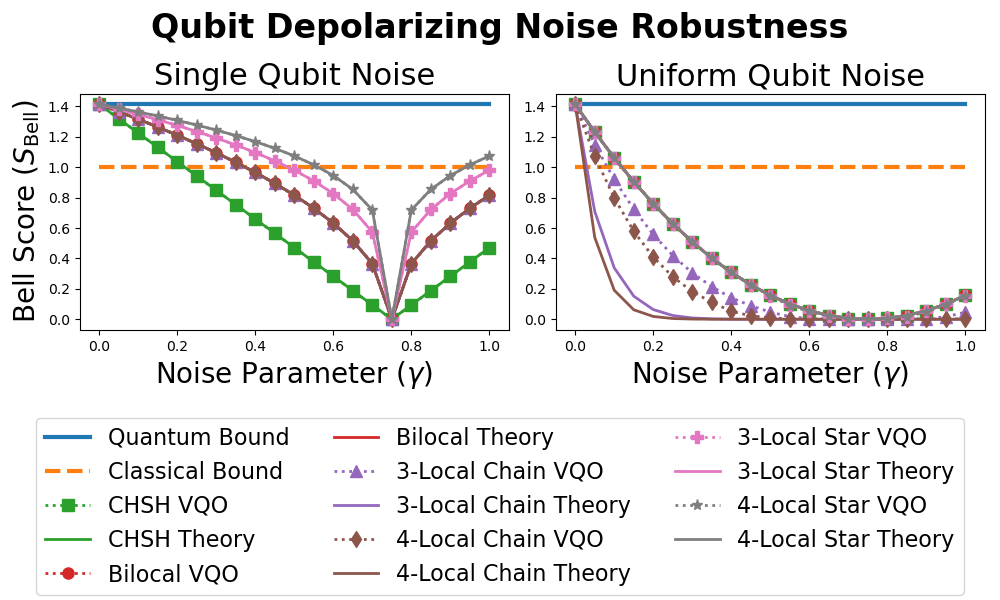 Qubit Depolarizing Noise Robustness
Single Qubit Noise
Uniform Qubit Noise
Bell Score (S_Bell)
1.4
1.2
1.0
0.8
0.6
0.4
0.2
0.0
0.0 0.2 0.4 0.6 0.8 1.0
Noise Parameter (γ)
1.4
1.2
1.0
0.8
0.6
0.4
0.2
0.0
0.0 0.2 0.4 0.6 0.8 1.0
Noise Parameter (γ)
Quantum Bound
Classical Bound
CHSH VQO
CHSH Theory
Bilocal VQO
Bilocal Theory
3-Local Chain VQO
3-Local Chain Theory
4-Local Chain VQO
4-Local Chain Theory
3-Local Star VQO
3-Local Star Theory
4-Local Star VQO
4-Local Star Theory